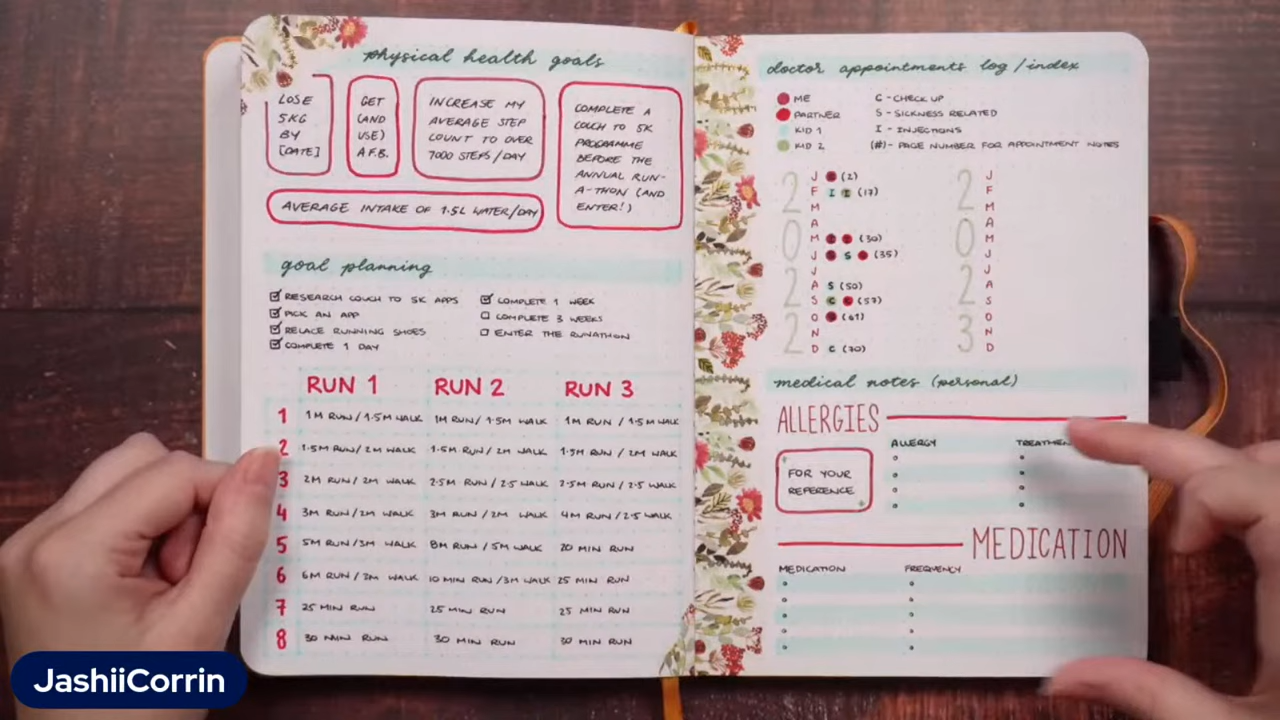 physical health goals
LOSE
5KG
BY
[DATE]
GET
(AND
USE)
A.F.B.
INCREASE MY
AVERAGE STEP
COUNT TO OVER
7000 STEPS/DAY
COMPLETE A
COUCH TO 5K
PROGRAMME
BEFORE THE
ANNUAL RUN-
A-THON (AND
ENTER!)
AVERAGE INTAKE OF 1.5L WATER/DAY
goal planning
RESEARCH COUCH TO 5K APPS
PICK AN APP
RELACE RUNNING SHOES
COMPLETE 1 DAY
COMPLETE 1 WEEK
COMPLETE 3 WEEKS
ENTER THE RUNATHON
RUN 1 RUN 2 RUN 3
1 1M RUN / 1.5M WALK 1M RUN / 1.5M WALK 1M RUN / 1.5M WALK
2 1.5M RUN/2M WALK 1.5M RUN/2M WALK 1.5M RUN / 2M WALK
3 2M RUN/2M WALK 2.5M RUN / 2.5 WALK 2.5M RUN / 2.5 WALK
4 3M RUN/2M WALK 3M RUN /2M WALK 4M RUN / 2.5 WALK
5 5M RUN/3M WALK 8M RUN / 5M WALK 20 MIN RUN
6 6M RUN / 3M WALK 10 MIN RUN /3M WALK 25 MIN RUN
7 25 MIN RUN 25 MIN RUN 25 MIN RUN
8 30 MIN RUN 30 MIN RUN 30 MIN RUN
doctor appointments log/index
ME
PARTNER
KID 1
KID 2
C - CHECK UP
S - SICKNESS RELATED
I - INJECTIONS
(#) - PAGE NUMBER FOR APPOINTMENT NOTES
2022
J (2)
F I I (17)
M
A
M (30)
J S (35)
J
A S (50)
S C (57)
O (61)
N
D C (70)
2023
J
F
M
A
M
J
J
A
S
O
N
D
medical notes (personal)
ALLERGIES
FOR YOUR
REFERENCE
ALLERGY
MEDICATION
MEDICATION FREQUENCY
JashiiCorrin